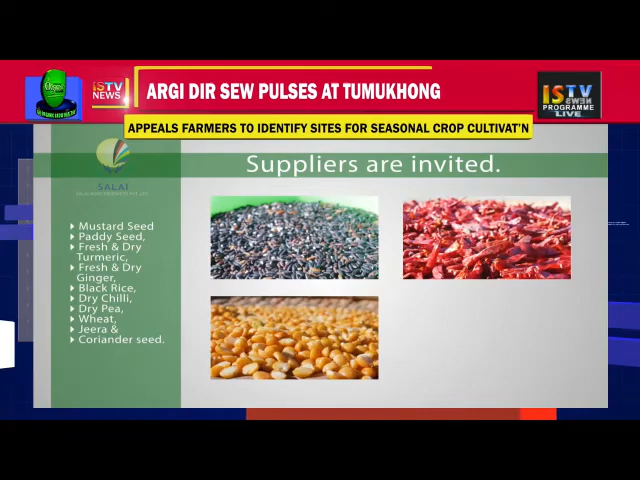 ISTV
NEWS
ARGI DIR SEW PULSES AT TUMUKHONG
APPEALS FARMERS TO IDENTIFY SITES FOR SEASONAL CROP CULTIVAT'N
ISTV
NEWS
PROGRAMME
LIVE
Suppliers are invited.
SALAI
Mustard Seed
Paddy Seed,
Fresh & Dry
Turmeric,
Fresh & Dry
Ginger,
Black Rice,
Dry Chilli,
Dry Pea,
Wheat,
Jeera &
Coriander seed.